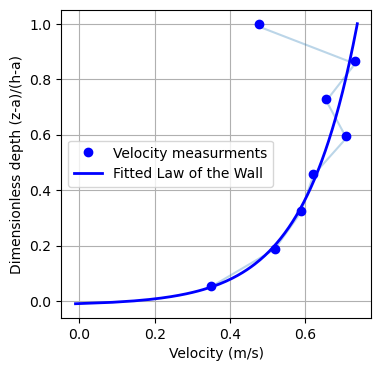 1.0
0.8
0.6
0.4
0.2
0.0
Dimensionless depth (z-a)/(h-a)
Velocity measurments
Fitted Law of the Wall
0.0 0.2 0.4 0.6
Velocity (m/s)